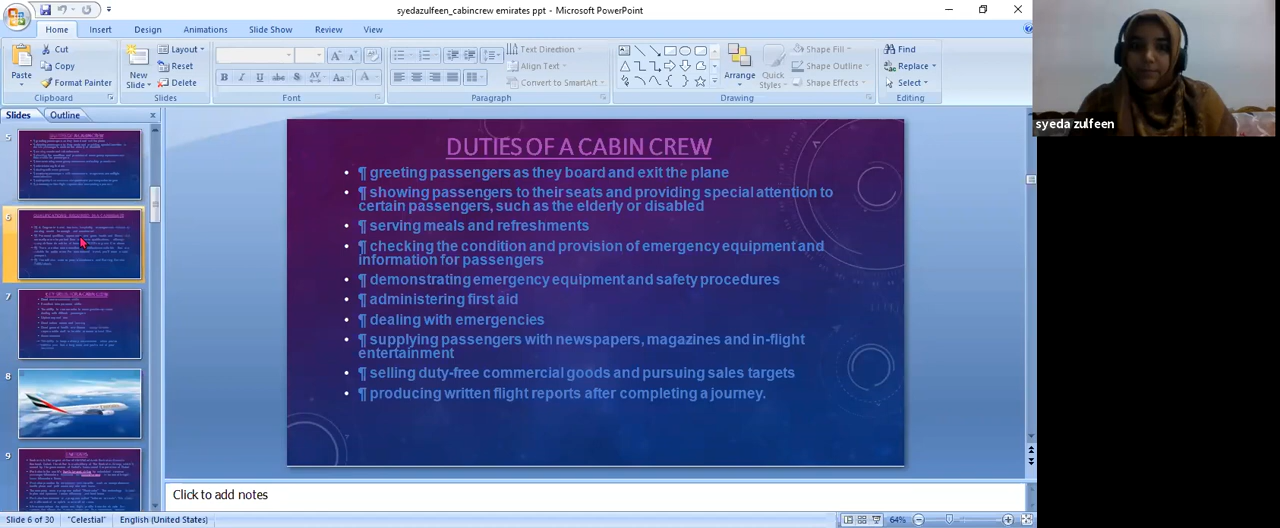 syedazulfeen_cabincrew emirates ppt - Microsoft PowerPoint
Home Insert Design Animations Slide Show Review View
Paste
Cut
Copy
Format Painter
Clipboard
New Slide
Layout
Reset
Delete
Slides
Font
Text Direction
Align Text
Convert to SmartArt
Paragraph
Arrange
Quick Styles
Shape Fill
Shape Outline
Shape Effects
Drawing
Find
Replace
Select
Editing
syeda zulfeen
Slides Outline
5
6
7
8
9
DUTIES OF A CABIN CREW
• ¶ greeting passengers as they board and exit the plane
• ¶ showing passengers to their seats and providing special attention to
certain passengers, such as the elderly or disabled
• ¶ serving meals and refreshments
• ¶ checking the condition and provision of emergency equipment and
information for passengers
• ¶ demonstrating emergency equipment and safety procedures
• ¶ administering first aid
• ¶ dealing with emergencies
• ¶ supplying passengers with newspapers, magazines and in-flight
entertainment
• ¶ selling duty-free commercial goods and pursuing sales targets
• ¶ producing written flight reports after completing a journey.
Click to add notes
Slide 6 of 30 "Celestial" English (United States) 64%